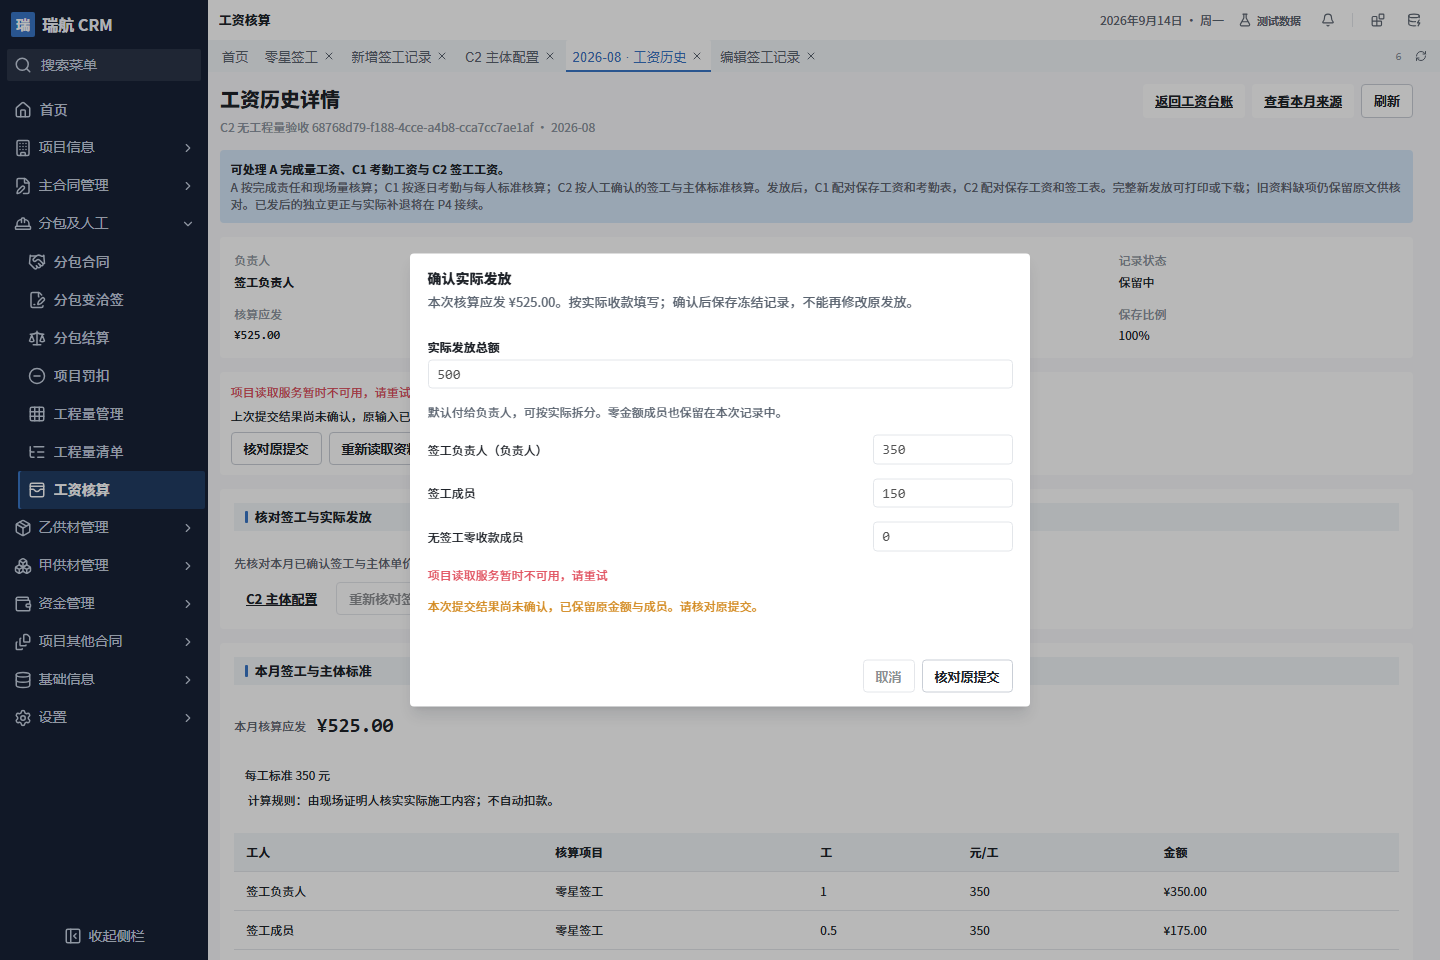 瑞 瑞航 CRM
搜索菜单
首页
项目信息
主合同管理
分包及人工
分包合同
分包变洽签
分包结算
项目罚扣
工程量管理
工程量清单
工资核算
乙供材管理
甲供材管理
资金管理
项目其他合同
基础信息
设置
收起侧栏
工资核算
2026年9月14日 • 周一
测试数据
首页 零星签工 新增签工记录 C2 主体配置 2026-08 · 工资历史 编辑签工记录 6
工资历史详情
C2 无工程量验收 68768d79-f188-4cce-a4b8-cca7cc7ae1af • 2026-08
返回工资台账 查看本月来源 刷新
可处理 A 完成量工资、C1 考勤工资与 C2 签工工资。
A 按完成责任和现场量核算；C1 按逐日考勤与每人标准核算；C2 按人工确认的签工与主体标准核算。发放后，C1 配对保存工资和考勤表，C2 配对保存工资和签工表。完整新发放可打印或下载；旧资料缺项仍保留原文供核
对。已发后的独立更正与实际补退将在 P4 接续。
负责人
签工负责人
核算应发
¥525.00
记录状态
保留中
保存比例
100%
项目读取服务暂时不可用，请重试
上次提交结果尚未确认，原输入已
核对原提交 重新读取资
核对签工与实际发放
先核对本月已确认签工与主体单价
C2 主体配置 重新核对签
确认实际发放
本次核算应发 ¥525.00。按实际收款填写；确认后保存冻结记录，不能再修改原发放。
实际发放总额
500
默认付给负责人，可按实际拆分。零金额成员也保留在本次记录中。
签工负责人（负责人） 350
签工成员 150
无签工零收款成员 0
项目读取服务暂时不可用，请重试
本次提交结果尚未确认，已保留原金额与成员。请核对原提交。
取消 核对原提交
本月签工与主体标准
本月核算应发 ¥525.00
每工标准 350 元
计算规则：由现场证明人核实实际施工内容；不自动扣款。
工人 核算项目 工 元/工 金额
签工负责人 零星签工 1 350 ¥350.00
签工成员 零星签工 0.5 350 ¥175.00